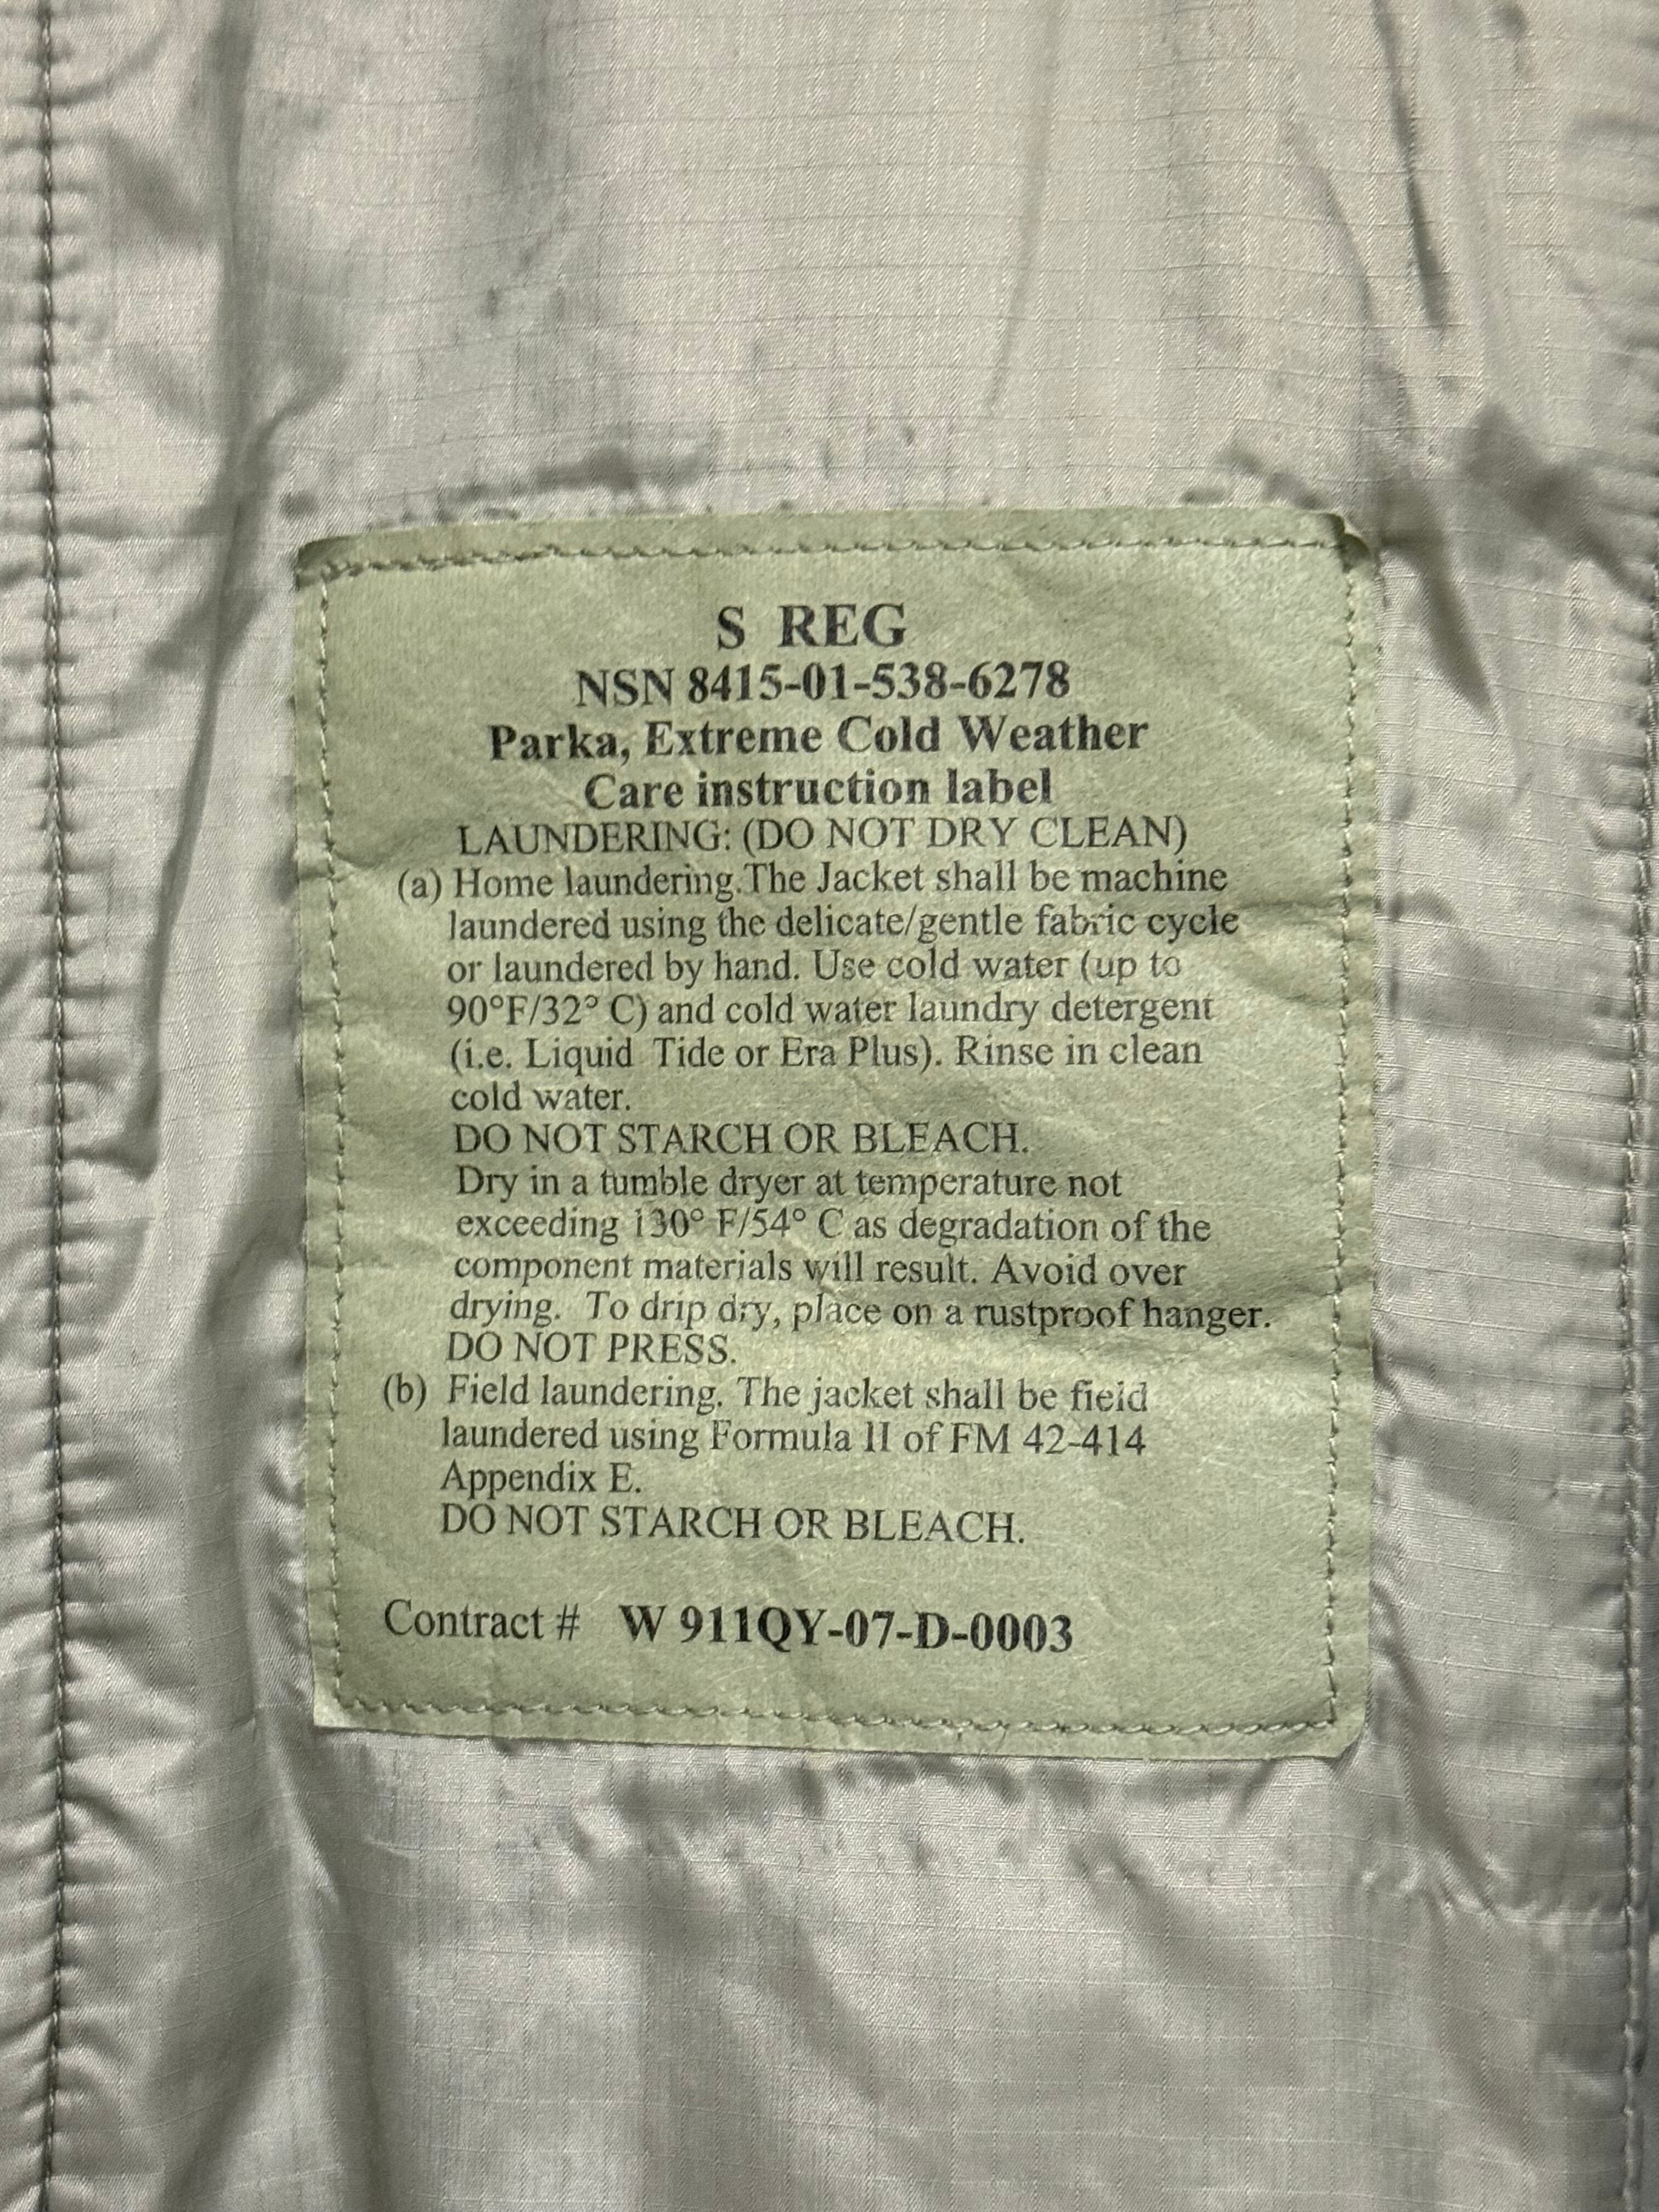 S REG
NSN 8415-01-538-6278
Parka, Extreme Cold Weather
Care instruction label
LAUNDERING: (DO NOT DRY CLEAN)
(a) Home laundering.The Jacket shall be machine
laundered using the delicate/gentle fabric cycle
or laundered by hand. Use cold water (up to
90°F/32° C) and cold water laundry detergent
(i.e. Liquid Tide or Era Plus). Rinse in clean
cold water.
DO NOT STARCH OR BLEACH.
Dry in a tumble dryer at temperature not
exceeding 130° F/54° C as degradation of the
component materials will result. Avoid over
drying. To drip dry, place on a rustproof hanger.
DO NOT PRESS.
(b) Field laundering. The jacket shall be field
laundered using Formula II of FM 42-414
Appendix E.
DO NOT STARCH OR BLEACH.
Contract # W 911QY-07-D-0003